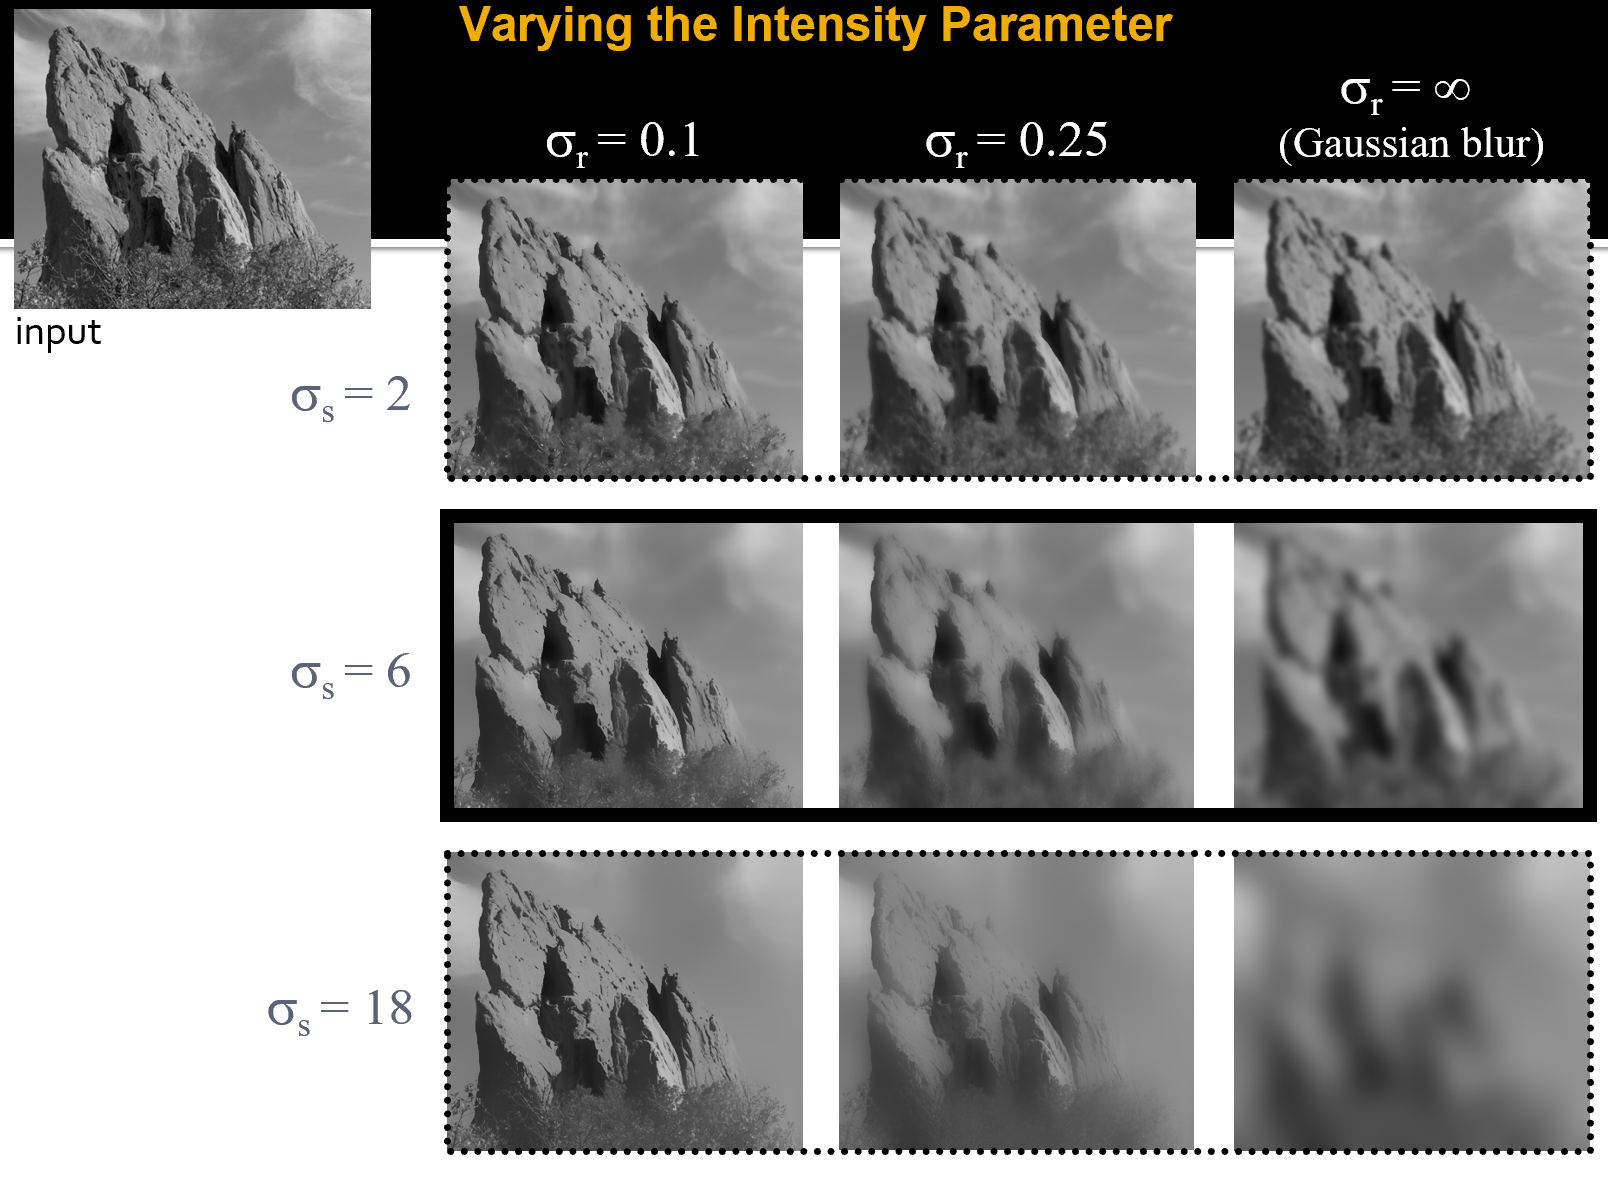 Varying the Intensity Parameter
σr = ∞
σr = 0.1
σr = 0.25
(Gaussian blur)
input
σs = 2
σs = 6
σs = 18